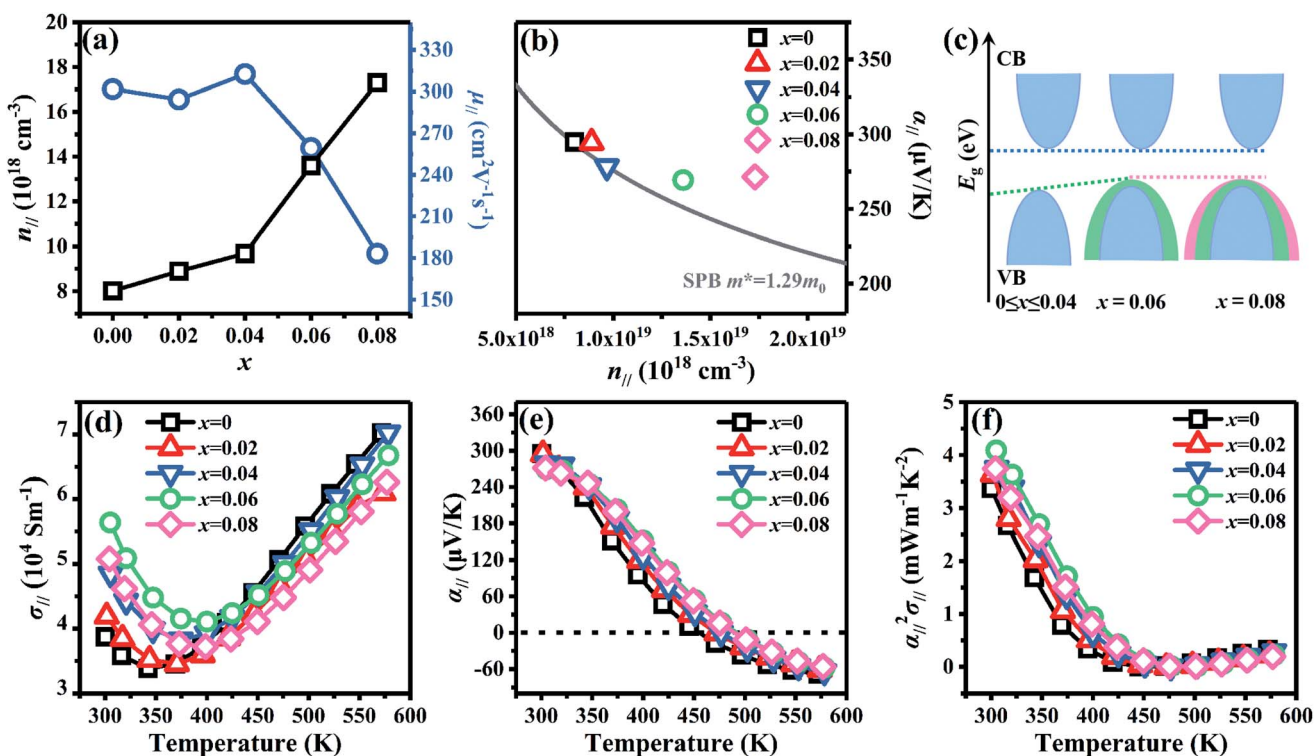 (a)
20
18
16
14
12
10
8
n// (10^18 cm-3)
330
300
270
240
210
180
150
μ// (cm²V-1s-1)
0.00 0.02 0.04 0.06 0.08
x
(b)
x=0
x=0.02
x=0.04
x=0.06
x=0.08
SPB m*=1.29m0
350
300
250
200
α// (μV/K)
5.0x10^18 1.0x10^19 1.5x10^19 2.0x10^19
n// (10^18 cm-3)
(c)
CB
Eg (eV)
VB
0≤x≤0.04 x = 0.06 x = 0.08
(d)
x=0
x=0.02
x=0.04
x=0.06
x=0.08
7
6
5
4
3
σ// (10^4 Sm-1)
300 350 400 450 500 550 600
Temperature (K)
(e)
x=0
x=0.02
x=0.04
x=0.06
x=0.08
360
300
240
180
120
60
0
-60
α// (μV/K)
300 350 400 450 500 550 600
Temperature (K)
(f)
x=0
x=0.02
x=0.04
x=0.06
x=0.08
5
4
3
2
1
0
α//²σ// (mWm-1K-2)
300 350 400 450 500 550 600
Temperature (K)